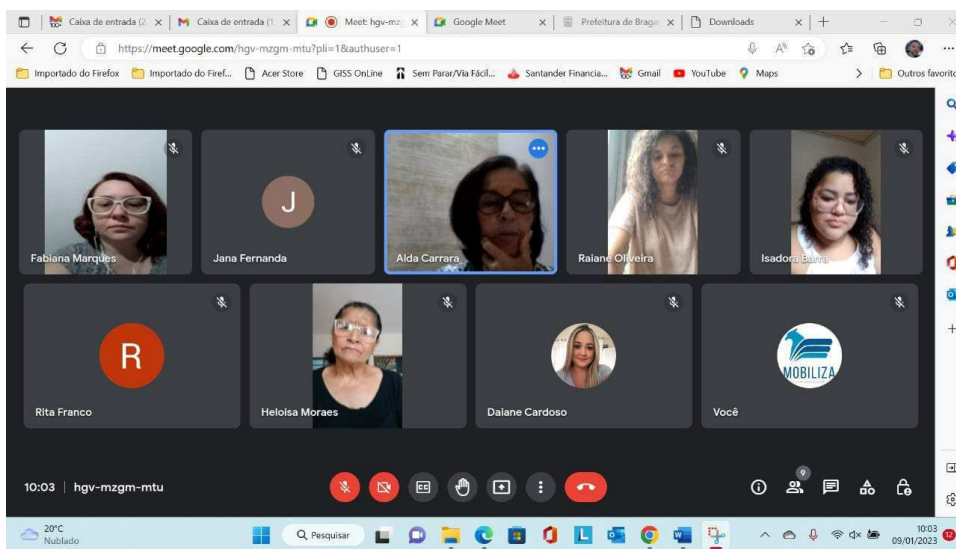 Caixa de entrada (2
Caixa de entrada (1
Meet: hgv-mzg
Google Meet
Prefeitura de Bragan
Downloads
https://meet.google.com/hgv-mzgm-mtu?pli=1&authuser=1
Importado do Firefox
Importado do Firef...
Acer Store
GISS OnLine
Sem Parar/Via Fácil...
Santander Financia...
Gmail
YouTube
Maps
Outros favorito
Fabiana Marques
J
Jana Fernanda
Alda Carrara
Raiane Oliveira
Isadora Barra
R
Rita Franco
Heloisa Moraes
Daiane Cardoso
MOBILIZA
Você
10:03 | hgv-mzgm-mtu
CC
9
20°C
Nublado
Pesquisar
10:03
09/01/2023
12